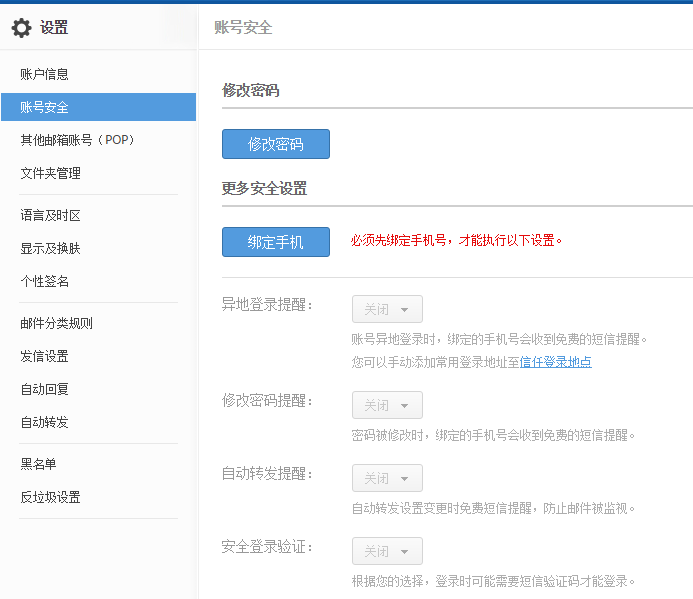 设置
账户信息
账号安全
其他邮箱账号（POP）
文件夹管理
语言及时区
显示及换肤
个性签名
邮件分类规则
发信设置
自动回复
自动转发
黑名单
反垃圾设置
账号安全
修改密码
修改密码
更多安全设置
绑定手机 必须先绑定手机号，才能执行以下设置。
异地登录提醒： 关闭
账号异地登录时，绑定的手机号会收到免费的短信提醒。
您可以手动添加常用登录地址至信任登录地点
修改密码提醒： 关闭
密码被修改时，绑定的手机号会收到免费的短信提醒。
自动转发提醒： 关闭
自动转发设置变更时免费短信提醒，防止邮件被监视。
安全登录验证： 关闭
根据您的选择，登录时可能需要短信验证码才能登录。